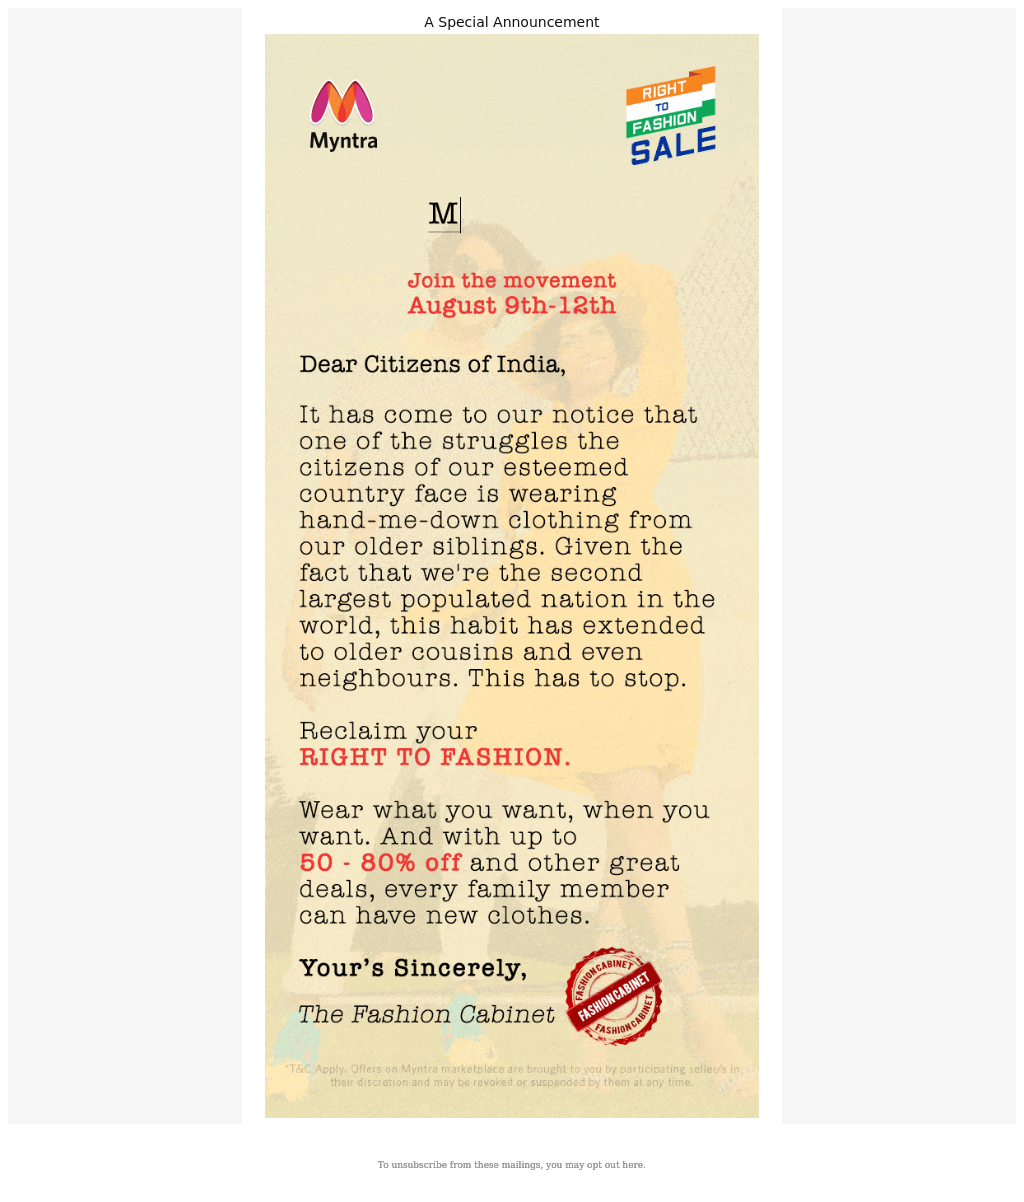 A Special Announcement
Myntra
RIGHT
TO
FASHION
SALE
M
Join the movement
August 9th-12th
Dear Citizens of India,
It has come to our notice that
one of the struggles the
citizens of our esteemed
country face is wearing
hand-me-down clothing from
our older siblings. Given the
fact that we're the second
largest populated nation in the
world, this habit has extended
to older cousins and even
neighbours. This has to stop.
Reclaim your
RIGHT TO FASHION.
Wear what you want, when you
want. And with up to
50 - 80% off and other great
deals, every family member
can have new clothes.
Your's Sincerely,
The Fashion Cabinet
FASHION CABINET
FASHION CABINET
FASHION CABINET
*T&C Apply. Offers on Myntra marketplace are brought to you by participating seller/s in
their discretion and may be revoked or suspended by them at any time.
To unsubscribe from these mailings, you may opt out here.